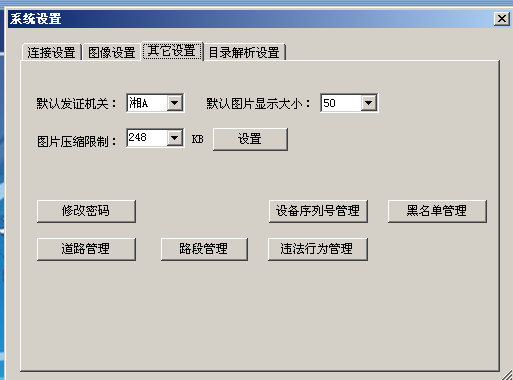 系统设置
连接设置 图像设置 其它设置 目录解析设置
默认发证机关： 湘A 默认图片显示大小： 50
图片压缩限制： 248 KB 设置
修改密码 设备序列号管理 黑名单管理
道路管理 路段管理 违法行为管理